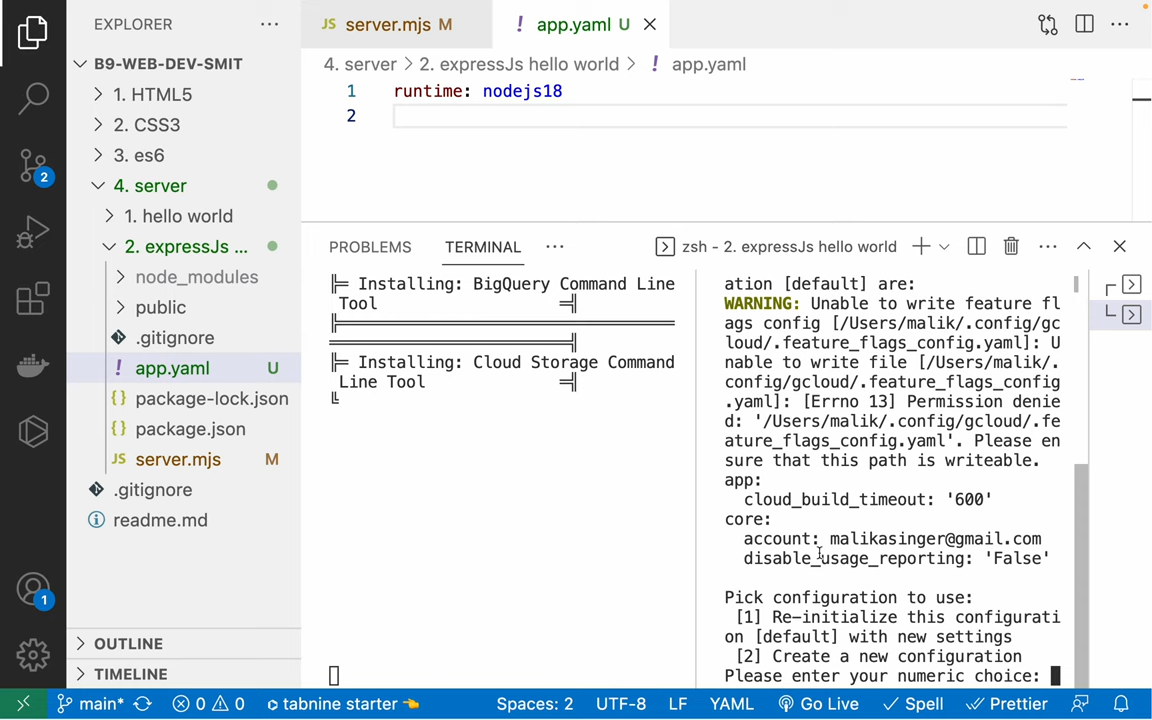 EXPLORER
B9-WEB-DEV-SMIT
1. HTML5
2. CSS3
3. es6
4. server
1. hello world
2. expressJs ...
node_modules
public
.gitignore
! app.yaml U
{} package-lock.json
{} package.json
JS server.mjs M
.gitignore
readme.md
OUTLINE
TIMELINE
2
1
JS server.mjs M
! app.yaml U
4. server > 2. expressJs hello world > ! app.yaml
1 runtime: nodejs18
2
PROBLEMS TERMINAL ···
zsh - 2. expressJs hello world
Installing: BigQuery Command Line
Tool
Installing: Cloud Storage Command
Line Tool
ation [default] are:
WARNING: Unable to write feature fl
ags config [/Users/malik/.config/gc
loud/.feature_flags_config.yaml]: U
nable to write file [/Users/malik/.
config/gcloud/.feature_flags_config
.yaml]: [Errno 13] Permission denie
d: '/Users/malik/.config/gcloud/.fe
ature_flags_config.yaml'. Please en
sure that this path is writeable.
app:
cloud_build_timeout: '600'
core:
account: malikasinger@gmail.com
disable_usage_reporting: 'False'
Pick configuration to use:
[1] Re-initialize this configurati
on [default] with new settings
[2] Create a new configuration
Please enter your numeric choice:
main* 0 0 tabnine starter 👈 Spaces: 2 UTF-8 LF YAML Go Live Spell Prettier